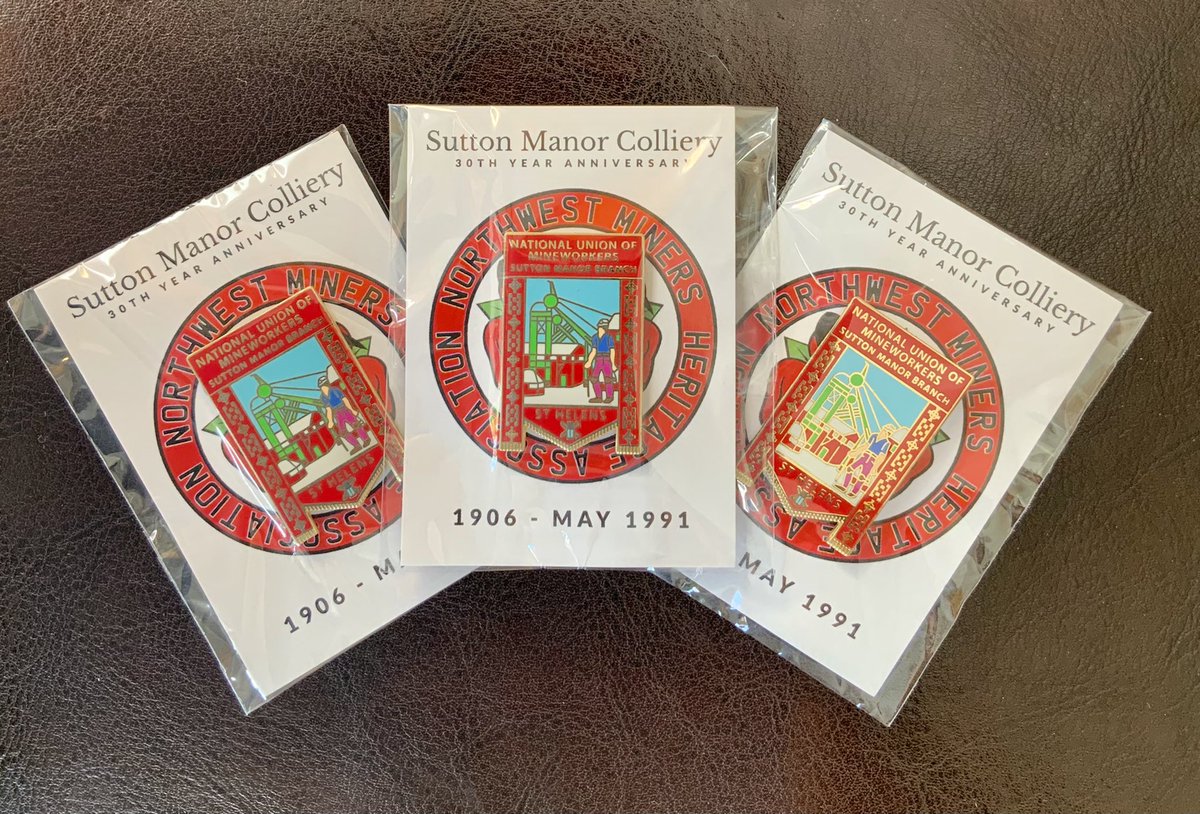 Sutton Manor Colliery
30TH YEAR ANNIVERSARY
NORTHWEST MINERS HERITAGE ASSOCIATION
NATIONAL UNION OF
MINEWORKERS
SUTTON MANOR BRANCH
ST HELENS
1906 - M
Sutton Manor Colliery
30TH YEAR ANNIVERSARY
NORTHWEST MINERS HERITA E ASSOCIATION
NATIONAL UNION OF
MINEWORKERS
SUTTON MANOR BRANCH
ST HELENS
1906 - MAY 1991
Sutton Manor Colliery
30TH YEAR ANNIVERSARY
NORTHWEST MINERS HERITAGE ASSOCIATION
NATIONAL UNION OF
MINEWORKERS
SUTTON MANOR BRANCH
ST HELENS
MAY 1991